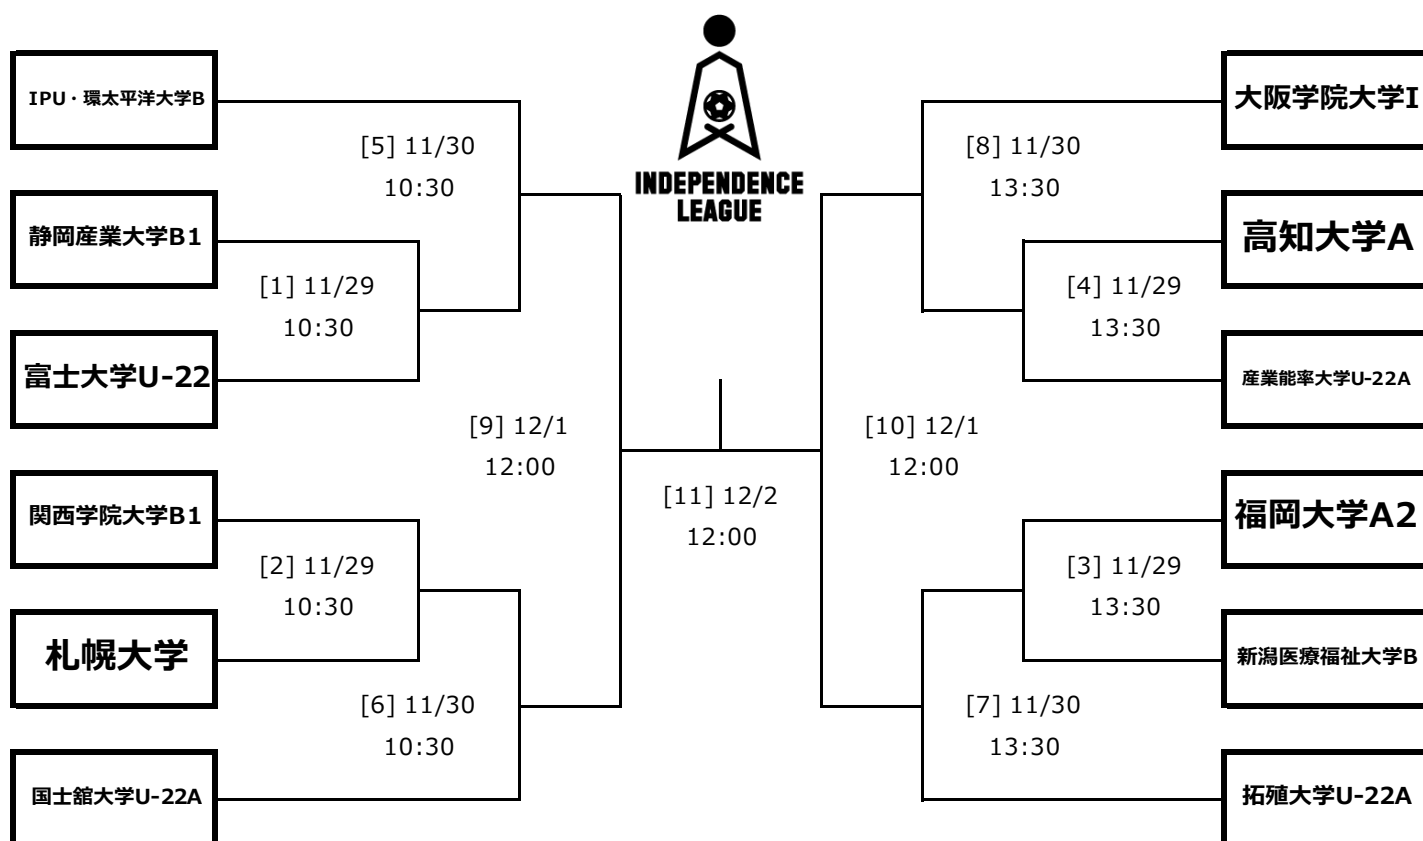 IPU・環太平洋大学B
静岡産業大学B1
富士大学U-22
関西学院大学B1
札幌大学
国士舘大学U-22A
[5] 11/30
10:30
[1] 11/29
10:30
[9] 12/1
12:00
[2] 11/29
10:30
[6] 11/30
10:30
INDEPENDENCE
LEAGUE
[11] 12/2
12:00
[8] 11/30
13:30
[4] 11/29
13:30
[10] 12/1
12:00
[3] 11/29
13:30
[7] 11/30
13:30
大阪学院大学I
高知大学A
産業能率大学U-22A
福岡大学A2
新潟医療福祉大学B
拓殖大学U-22A